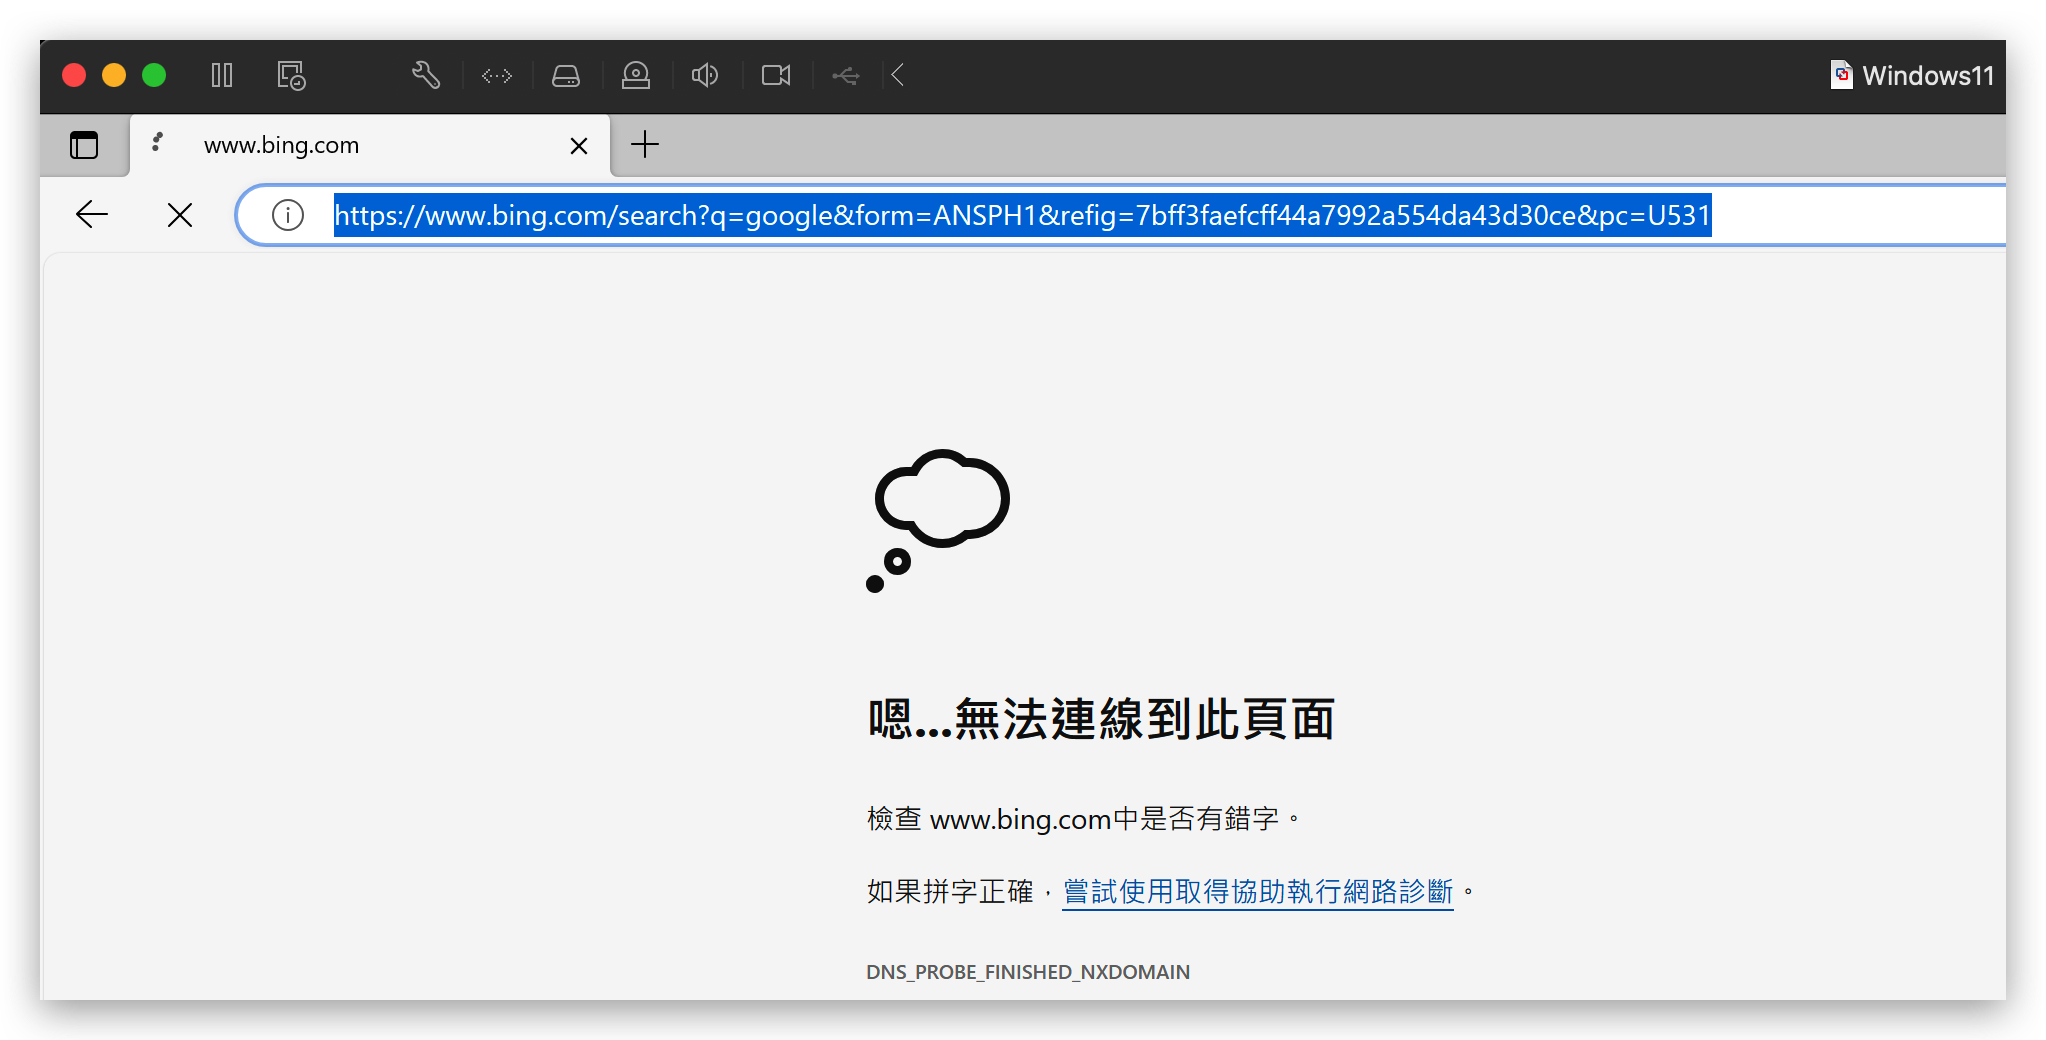 Windows11
www.bing.com
https://www.bing.com/search?q=google&form=ANSPH1&refig=7bff3faefcff44a7992a554da43d30ce&pc=U531
嗯...無法連線到此頁面
檢查 www.bing.com中是否有錯字。
如果拼字正確，嘗試使用取得協助執行網路診斷。
DNS_PROBE_FINISHED_NXDOMAIN